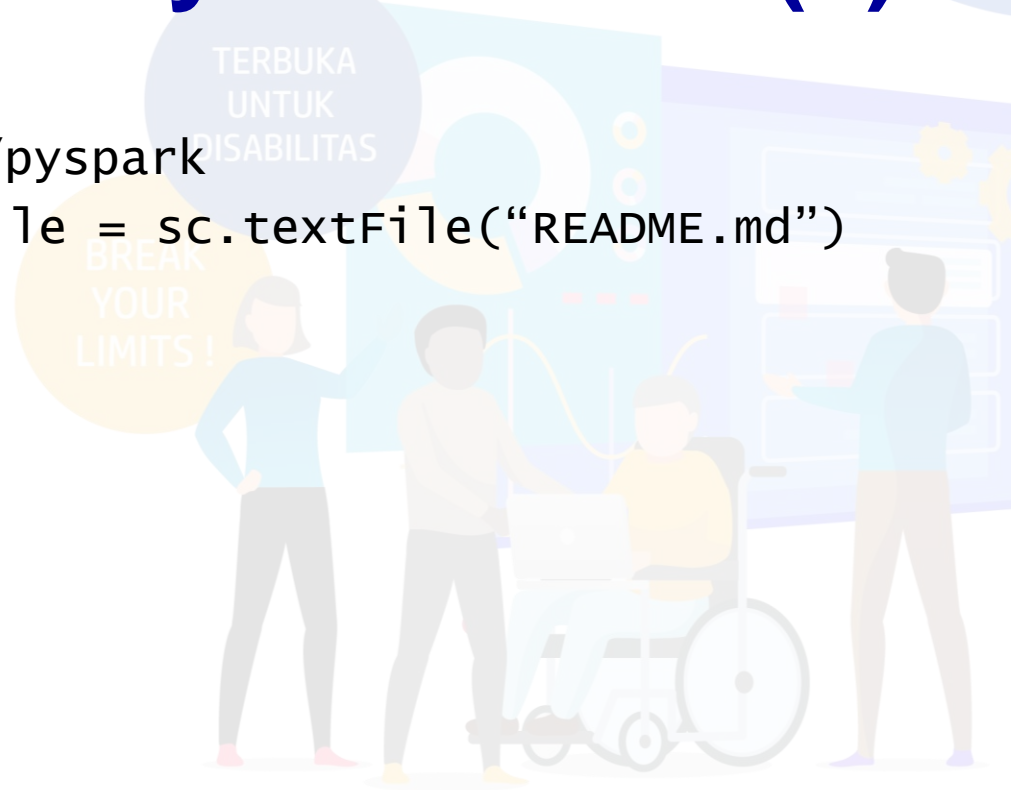 /pyspark
le = sc.textFile(“README.md”)
TERBUKA
UNTUK
DISABILITAS
BREAK
YOUR
LIMITS !